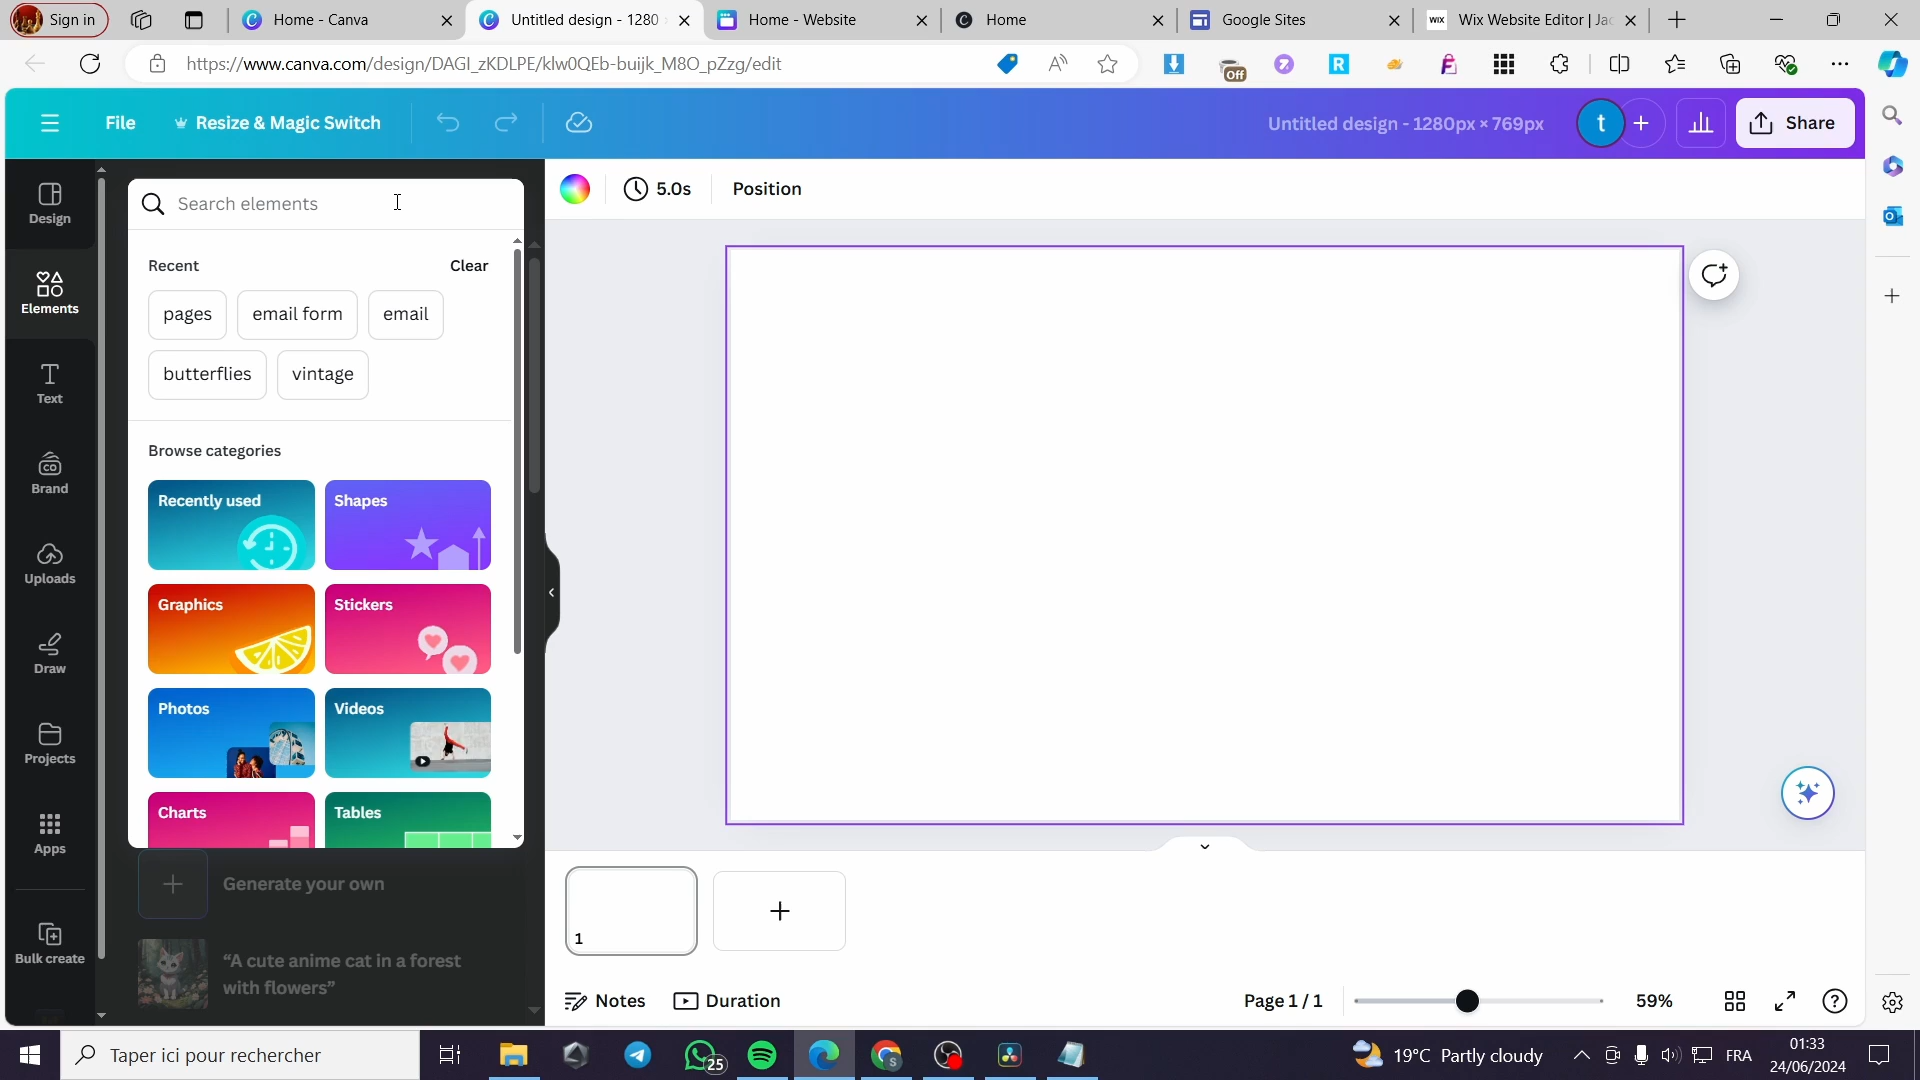 Sign in
Home - Canva
Untitled design - 1280
Home - Website
Home
Google Sites
WIX
Wix Website Editor | Jac
https://www.canva.com/design/DAGI_zKDLPE/klw0QEb-buijk_M8O_pZzg/edit
Off
File
Resize & Magic Switch
Untitled design - 1280px × 769px
t
Share
Design
Elements
Text
Brand
Uploads
Draw
Projects
Apps
Bulk create
Search elements
Recent
Clear
pages
email form
email
butterflies
vintage
Browse categories
Recently used
Shapes
Graphics
Stickers
Photos
Videos
Charts
Tables
Generate your own
“A cute anime cat in a forest
with flowers”
5.0s
Position
1
Notes
Duration
Page 1 / 1
59%
Taper ici pour rechercher
25
19°C Partly cloudy
FRA
01:33
24/06/2024